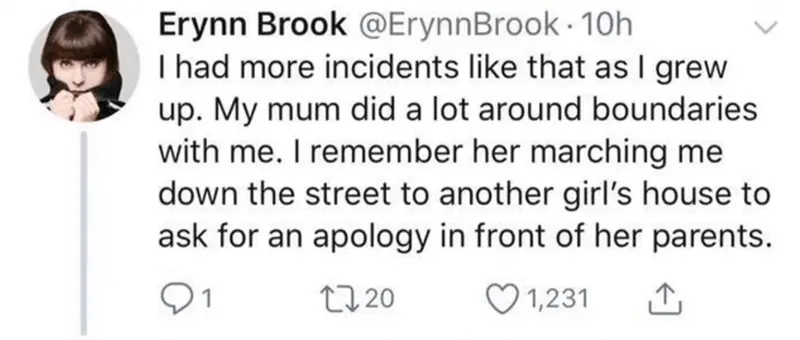 Erynn Brook @ErynnBrook · 10h
I had more incidents like that as I grew
up. My mum did a lot around boundaries
with me. I remember her marching me
down the street to another girl's house to
ask for an apology in front of her parents.
1 20 1,231